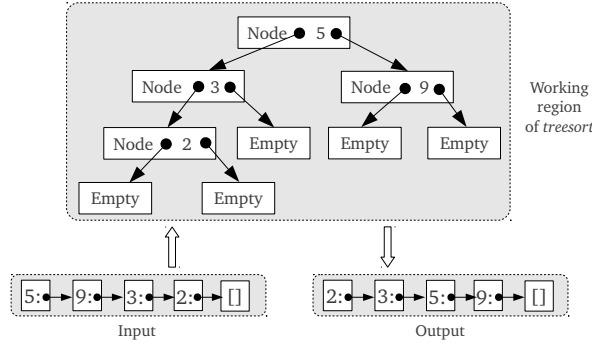 Node 5
Node 3
Node 9
Working
region
of treesort
Node 2
Empty
Empty
Empty
Empty
Empty
5: 9: 3: 2: []
2: 3: 5: 9: []
Input
Output